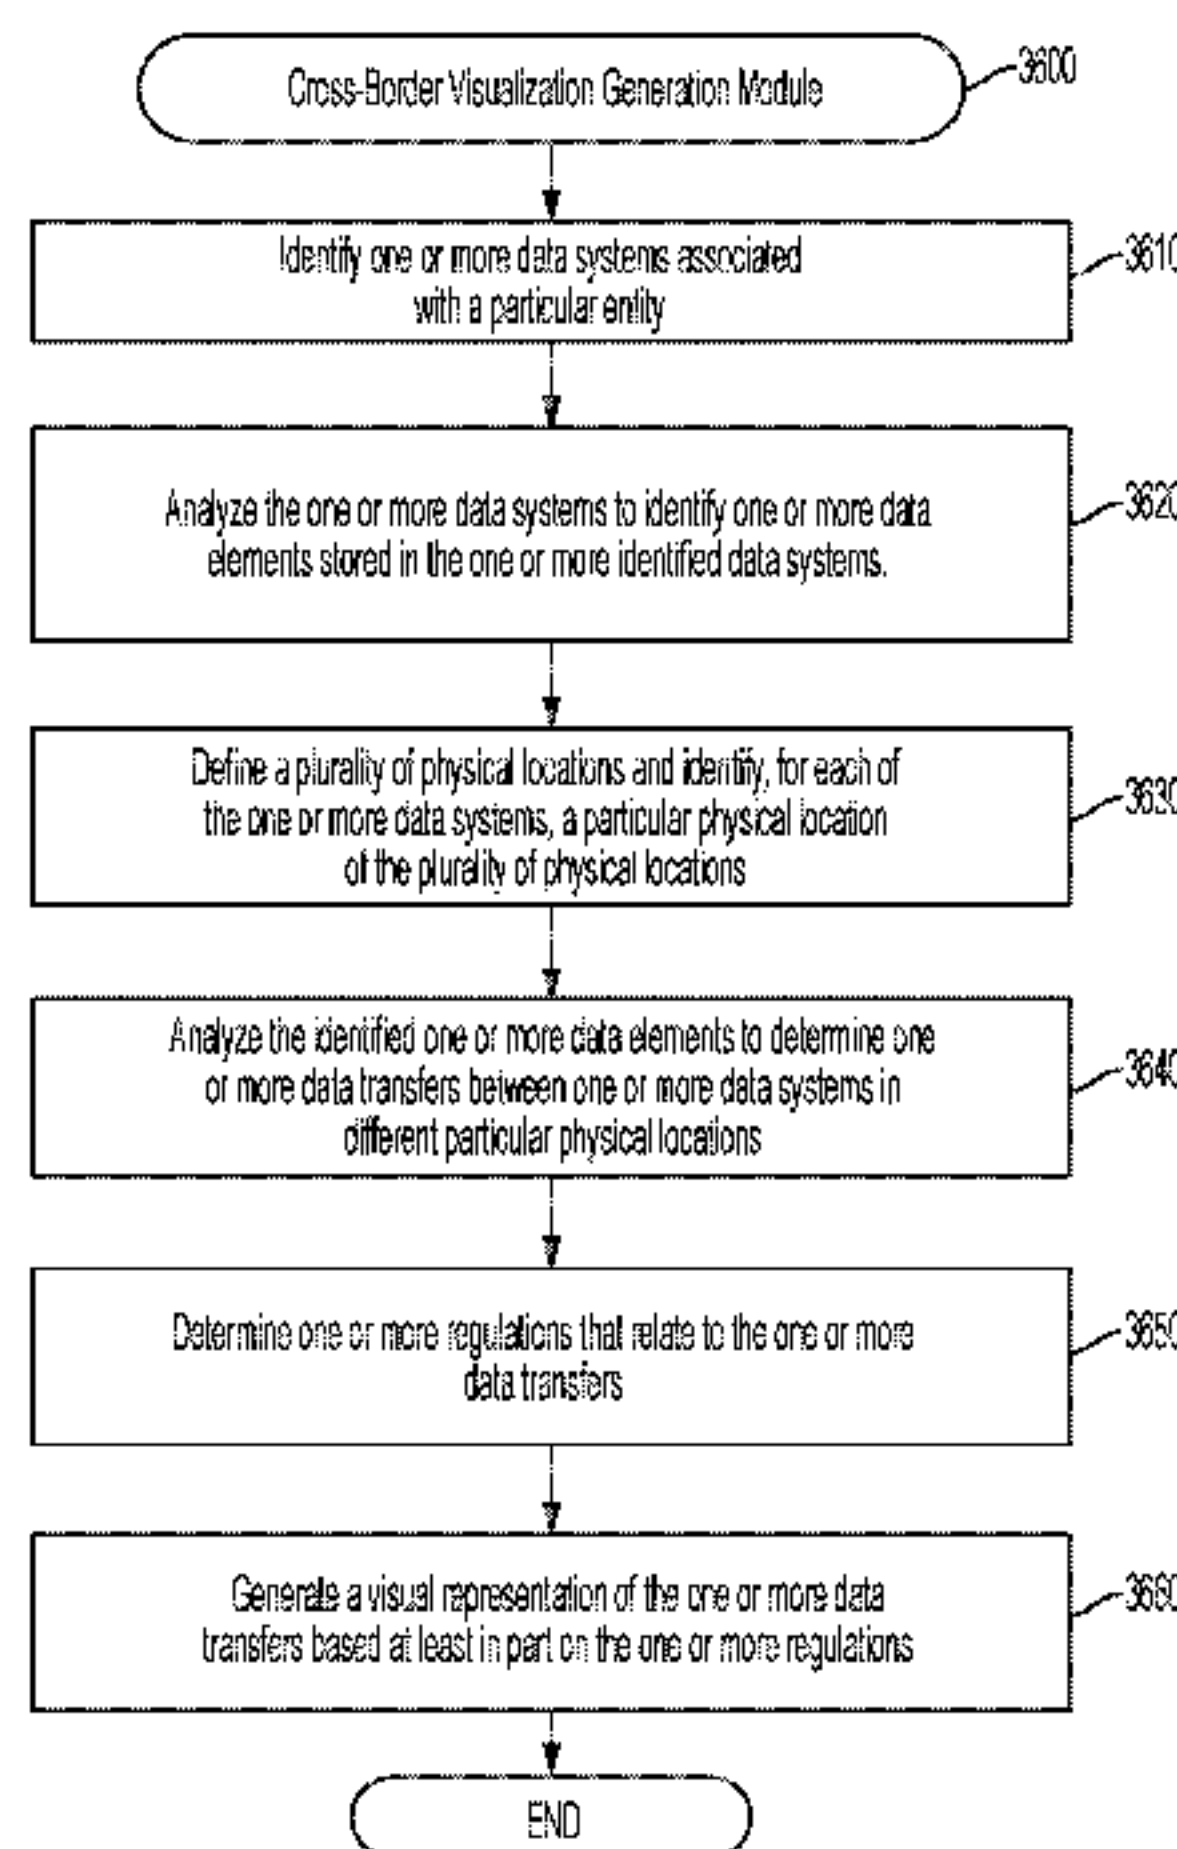 Cross-Border Visualization Generation Module
3600
Identify one or more data systems associated
with a particular entity
3610
Analyze the one or more data systems to identify one or more data
elements stored in the one or more identified data systems.
3620
Define a plurality of physical locations and identify, for each of
the one or more data systems, a particular physical location
of the plurality of physical locations
3630
Analyze the identified one or more data elements to determine one
or more data transfers between one or more data systems in
different particular physical locations
3640
Determine one or more regulations that relate to the one or more
data transfers
3650
Generate a visual representation of the one or more data
transfers based at least in part on the one or more regulations
3660
END